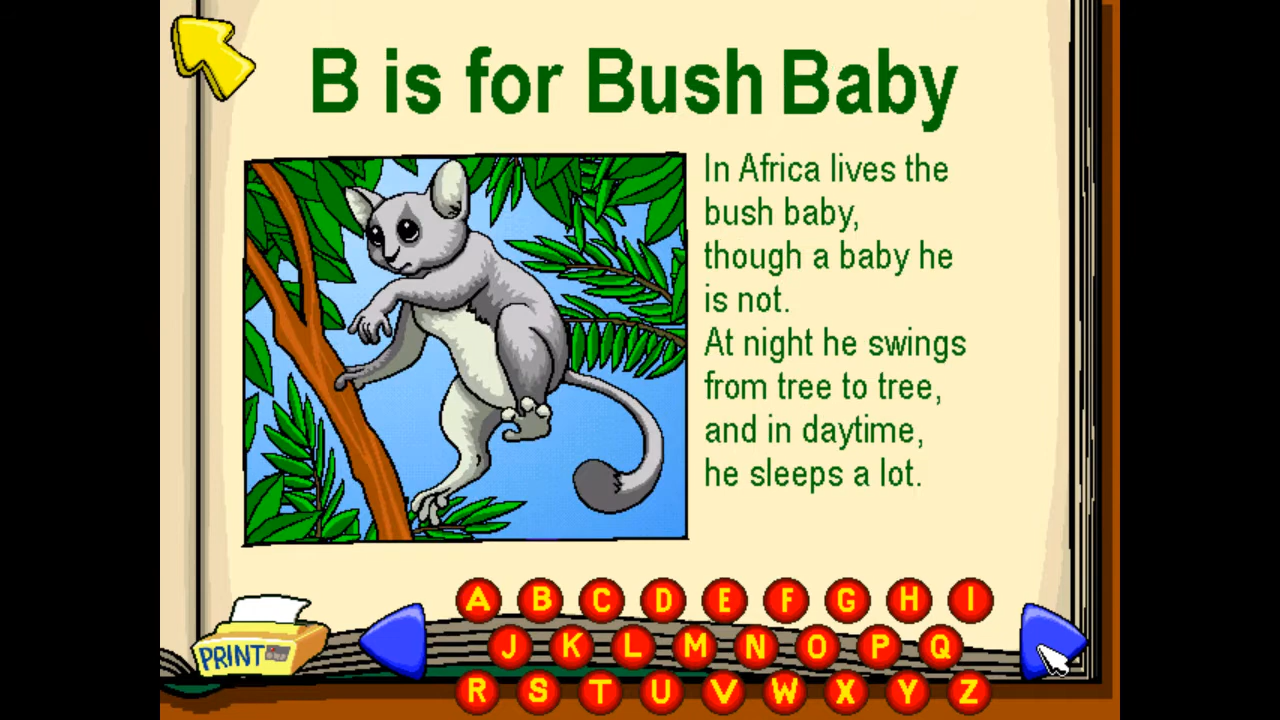 B is for Bush Baby
In Africa lives the
bush baby,
though a baby he
is not.
At night he swings
from tree to tree,
and in daytime,
he sleeps a lot.
A B C D E F G H I
J K L M N O P Q
PRINT
R S T U V W X Y Z